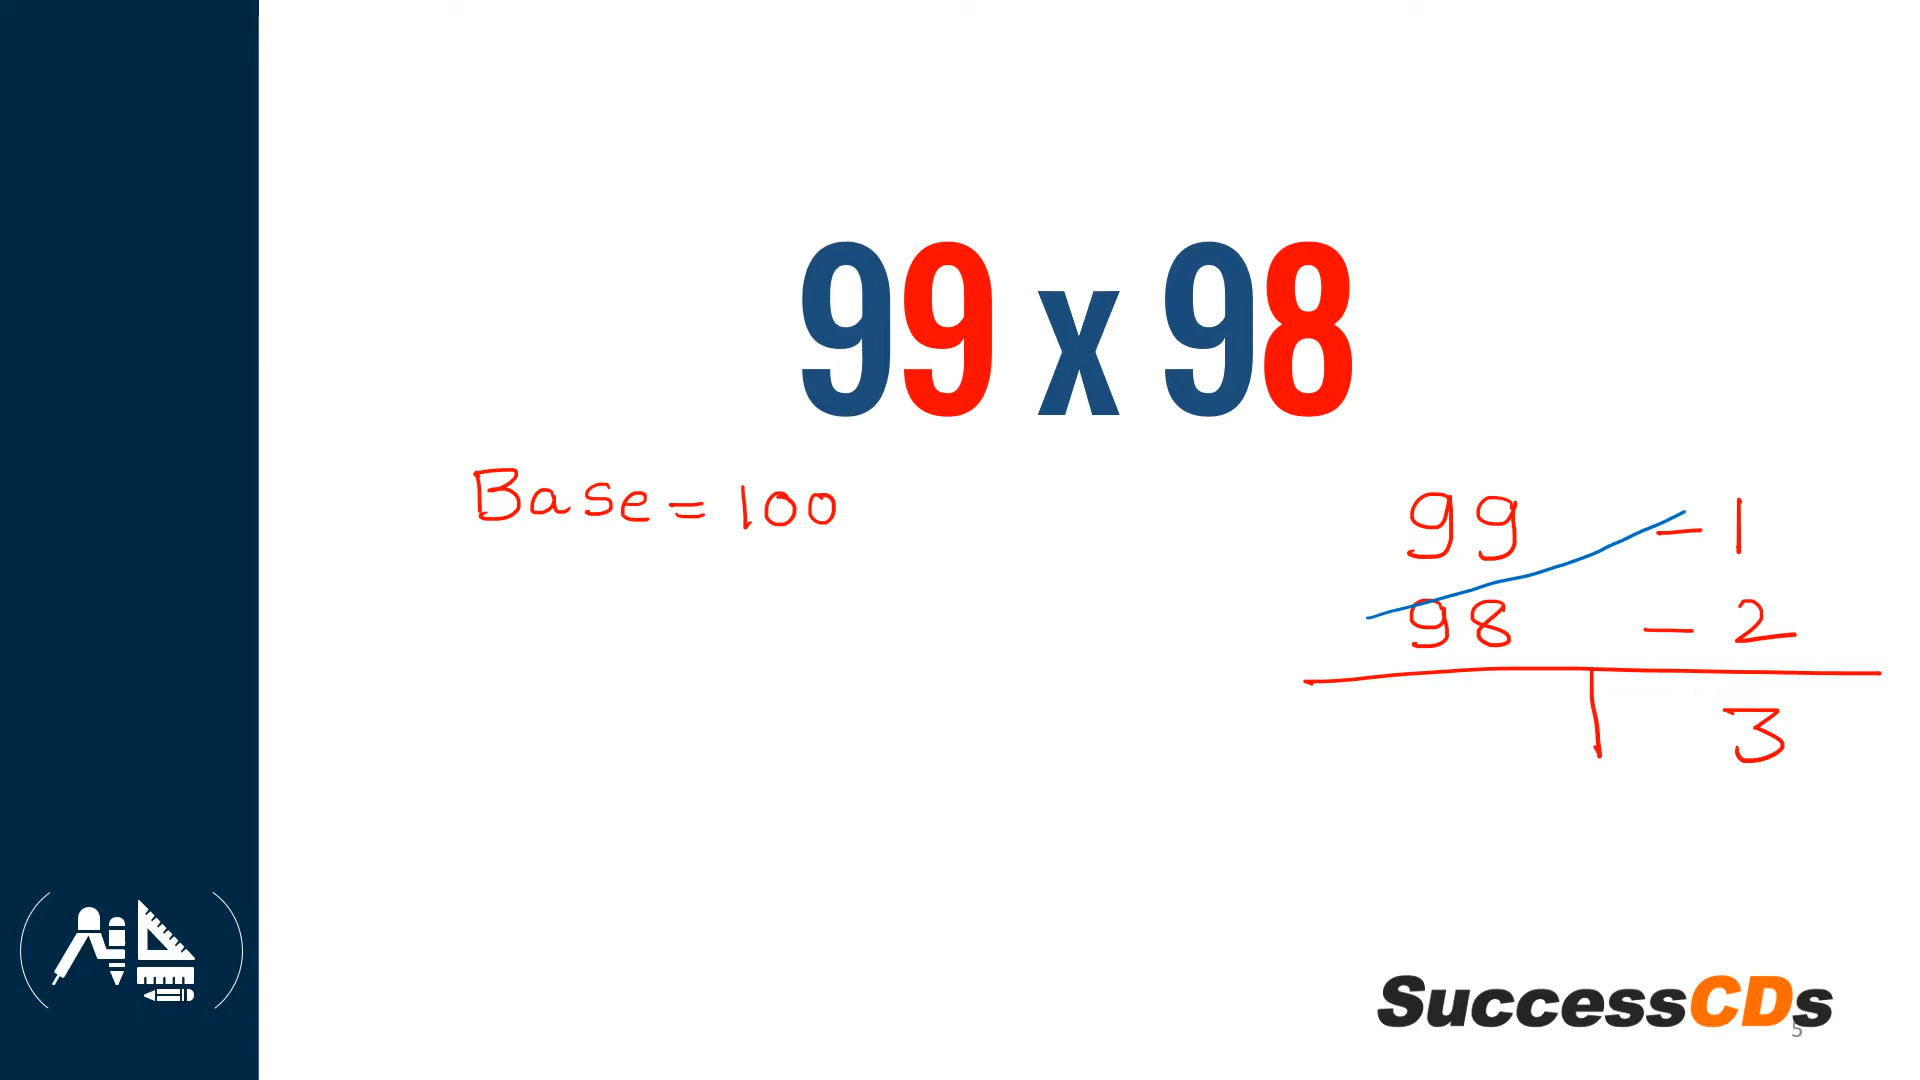 99 x 98
Base = 100
99 - 1
98 - 2
| 3
SuccessCDs
5